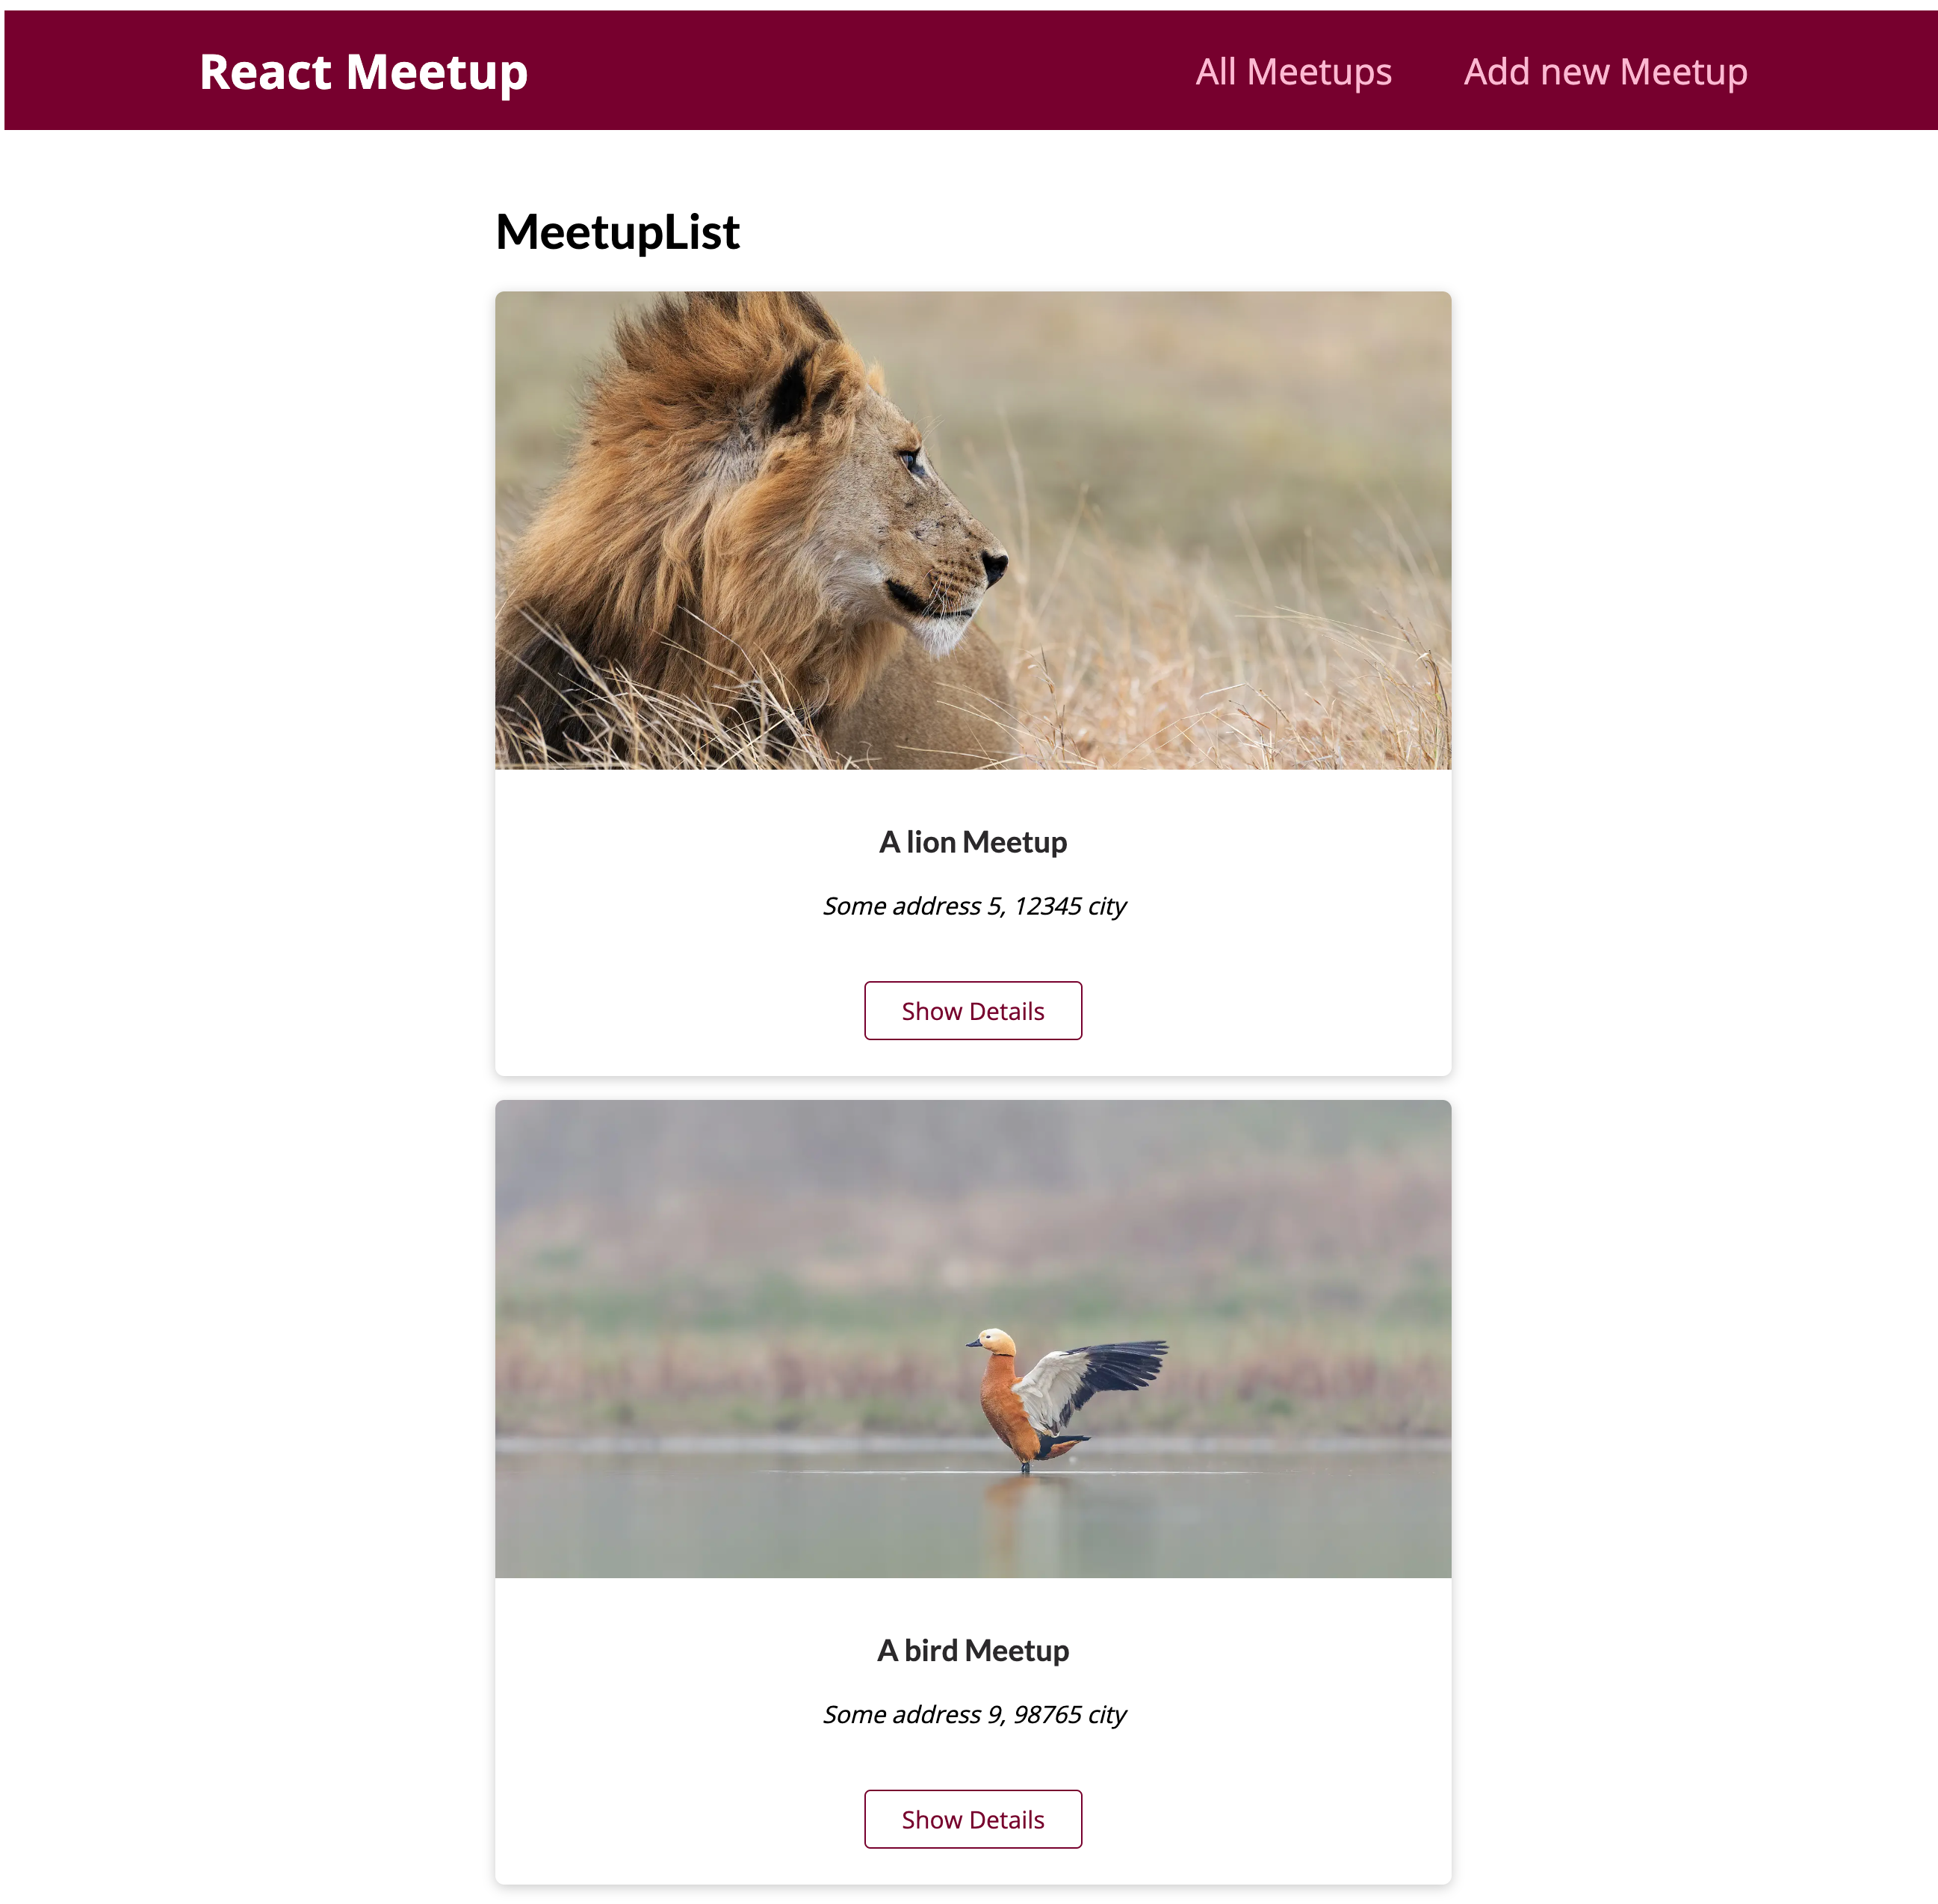 React Meetup
All Meetups
Add new Meetup
MeetupList
A lion Meetup
Some address 5, 12345 city
Show Details
A bird Meetup
Some address 9, 98765 city
Show Details